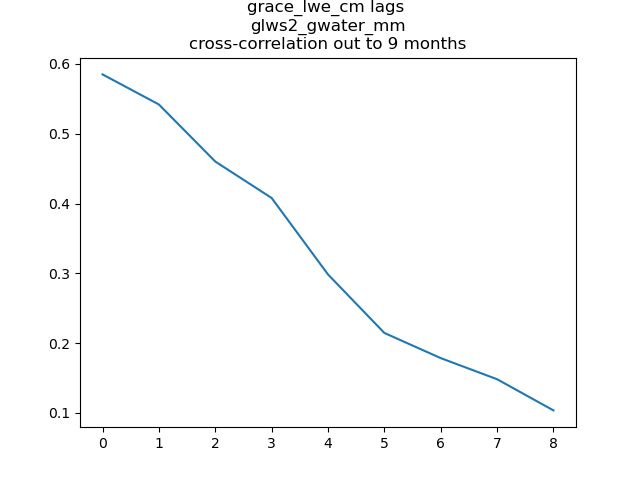 grace_lwe_cm lags
glws2_gwater_mm
cross-correlation out to 9 months
0.6
0.5
0.4
0.3
0.2
0.1
0 1 2 3 4 5 6 7 8